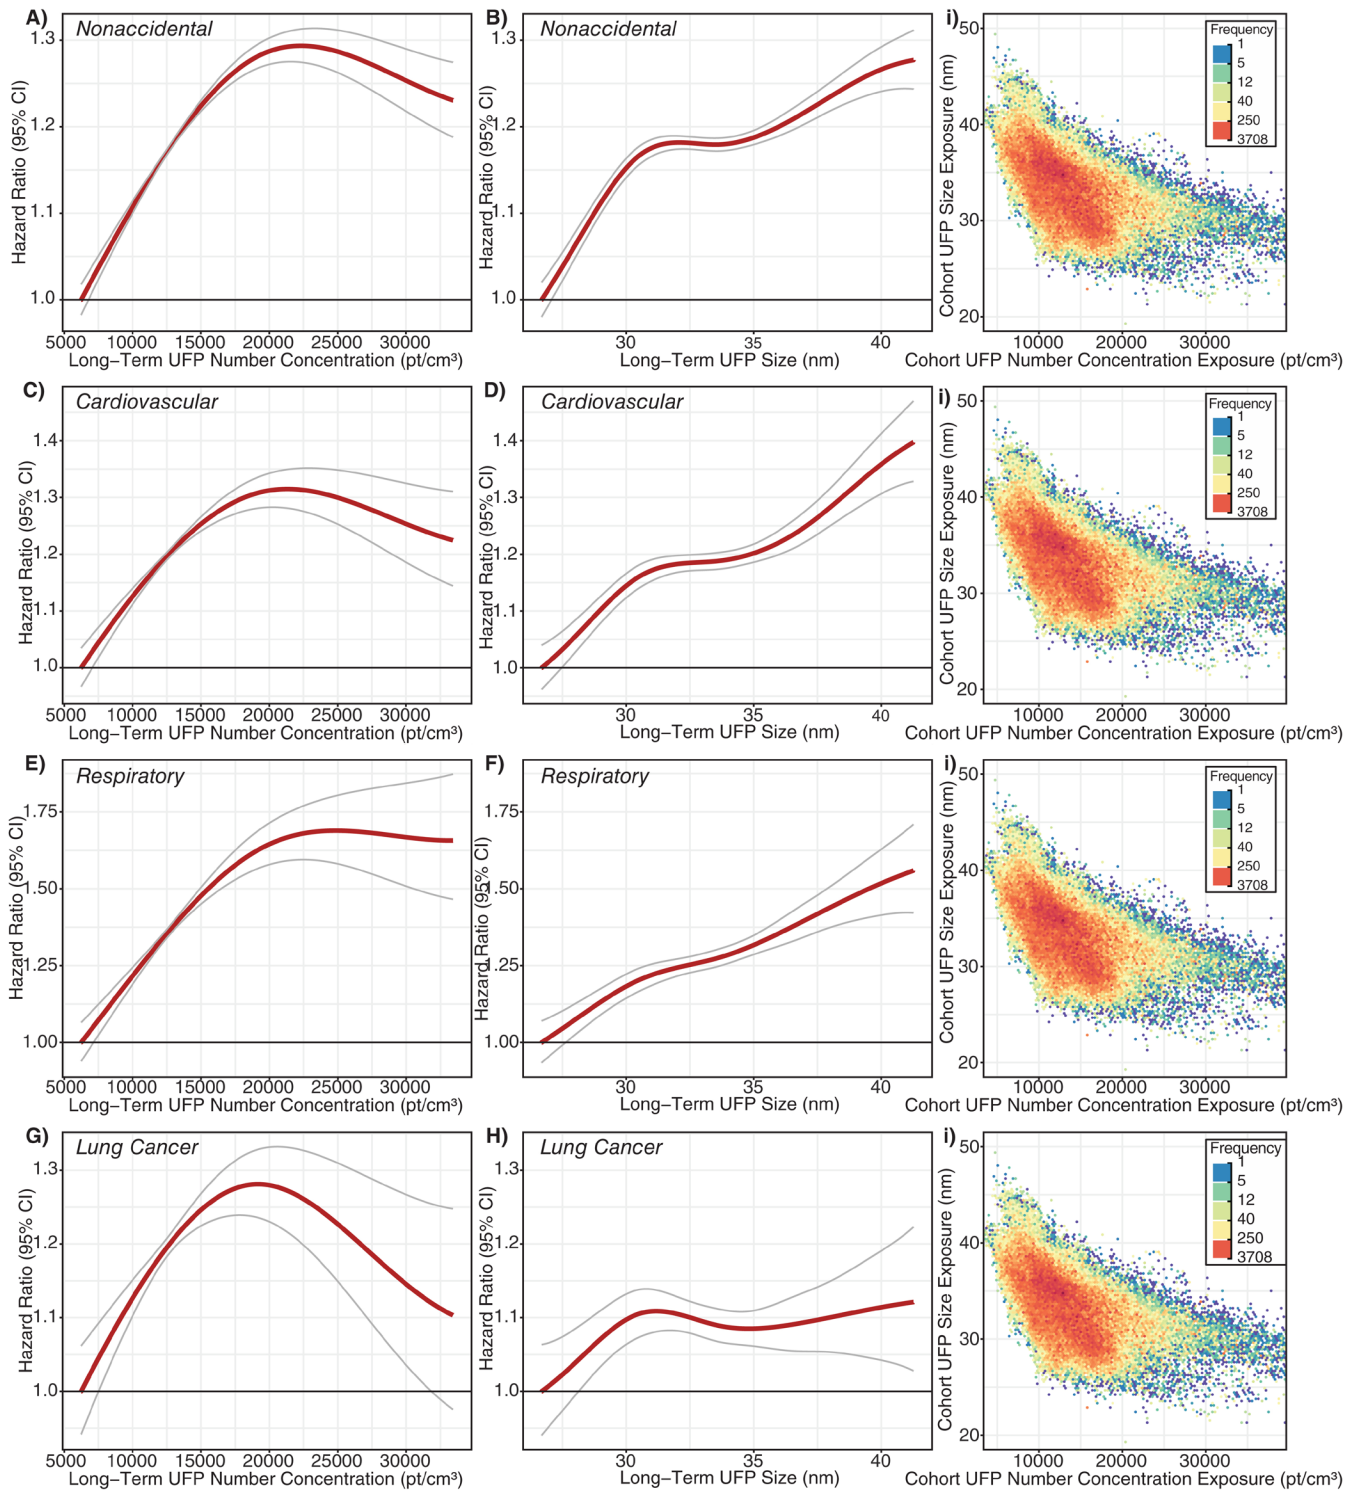 A)
Nonaccidental
1.3
1.2
1.1
1.0
Hazard Ratio (95% CI)
5000 10000 15000 20000 25000 30000
Long–Term UFP Number Concentration (pt/cm³)
B)
Nonaccidental
1.3
1.2
1.1
1.0
Hazard Ratio (95% CI)
30 35 40
Long–Term UFP Size (nm)
i)
50
40
30
20
Cohort UFP Size Exposure (nm)
Frequency
1
5
12
40
250
3708
10000 20000 30000
Cohort UFP Number Concentration Exposure (pt/cm³)
C)
Cardiovascular
1.4
1.3
1.2
1.1
1.0
Hazard Ratio (95% CI)
5000 10000 15000 20000 25000 30000
Long–Term UFP Number Concentration (pt/cm³)
D)
Cardiovascular
1.4
1.3
1.2
1.1
1.0
Hazard Ratio (95% CI)
30 35 40
Long–Term UFP Size (nm)
i)
50
40
30
20
Cohort UFP Size Exposure (nm)
Frequency
1
5
12
40
250
3708
10000 20000 30000
Cohort UFP Number Concentration Exposure (pt/cm³)
E)
Respiratory
1.75
1.50
1.25
1.00
Hazard Ratio (95% CI)
5000 10000 15000 20000 25000 30000
Long–Term UFP Number Concentration (pt/cm³)
F)
Respiratory
1.75
1.50
1.25
1.00
Hazard Ratio (95% CI)
30 35 40
Long–Term UFP Size (nm)
i)
50
40
30
20
Cohort UFP Size Exposure (nm)
Frequency
1
5
12
40
250
3708
10000 20000 30000
Cohort UFP Number Concentration Exposure (pt/cm³)
G)
Lung Cancer
1.3
1.2
1.1
1.0
Hazard Ratio (95% CI)
5000 10000 15000 20000 25000 30000
Long–Term UFP Number Concentration (pt/cm³)
H)
Lung Cancer
1.3
1.2
1.1
1.0
Hazard Ratio (95% CI)
30 35 40
Long–Term UFP Size (nm)
i)
50
40
30
20
Cohort UFP Size Exposure (nm)
Frequency
1
5
12
40
250
3708
10000 20000 30000
Cohort UFP Number Concentration Exposure (pt/cm³)